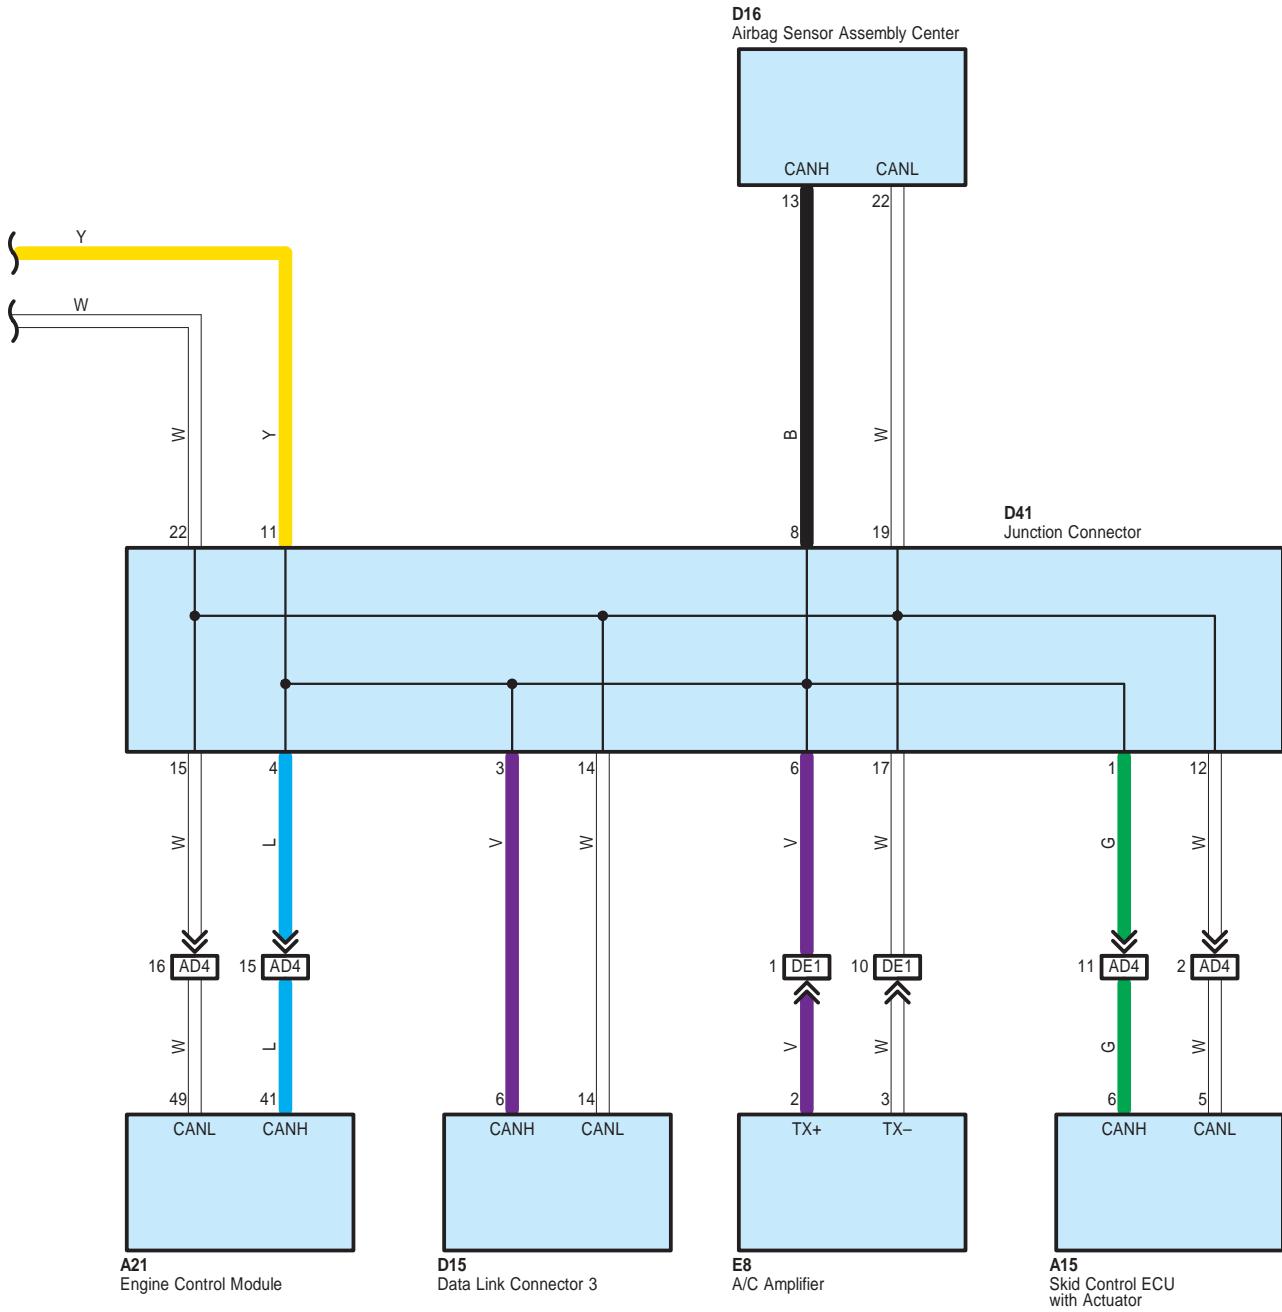 D16
Airbag Sensor Assembly Center
CANH CANL
13 22
Y
W
W Y B W
D41
Junction Connector
22 11 8 19
15 4 3 14 6 17 1 12
W L V W V W G W
16 AD4 15 AD4 1 DE1 10 DE1 11 AD4 2 AD4
W L V W G W
49 41 6 14 2 3 6 5
CANL CANH CANH CANL TX+ TX– CANH CANL
A21
Engine Control Module
D15
Data Link Connector 3
E8
A/C Amplifier
A15
Skid Control ECU
with Actuator